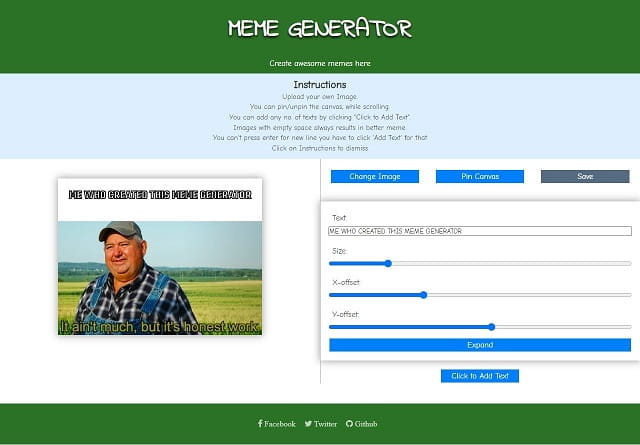 MEME GENERATOR
Create awesome memes here
Instructions
Upload your own Image.
You can pin/unpin the canvas, while scrolling.
You can add any no. of texts by clicking "Click to Add Text".
Images with empty space always results in better meme.
You can't press enter for new line you have to click 'Add Text' for that
Click on Instructions to dismiss
ME WHO CREATED THIS MEME GENERATOR
It ain't much, but it's honest work.
Change Image
Pin Canvas
Save
Text:
ME WHO CREATED THIS MEME GENERATOR
Size:
X-offset:
Y-offset:
Expand
Click to Add Text
Facebook Twitter Github